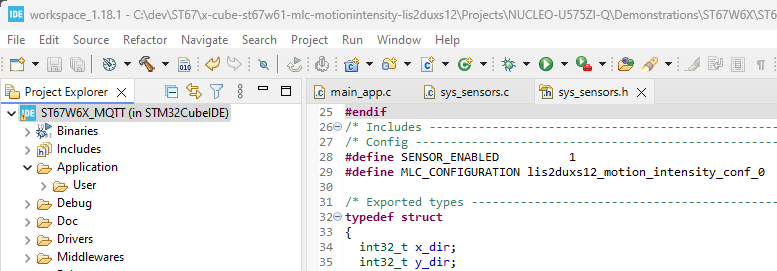 workspace_1.18.1 - C:\dev\ST67\x-cube-st67w61-mlc-motionintensity-lis2duxs12\Projects\NUCLEO-U575ZI-Q\Demonstrations\ST67W6X\ST
File Edit Source Refactor Navigate Search Project Run Window Help
Project Explorer
main_app.c
sys_sensors.c
sys_sensors.h
IDE ST67W6X_MQTT (in STM32CubeIDE)
Binaries
Includes
Application
User
Debug
Doc
Drivers
Middlewares
25 #endif
26 /* Includes ------------------------------------------------
27 /* Config --------------------------------------------------
28 #define SENSOR_ENABLED 1
29 #define MLC_CONFIGURATION lis2duxs12_motion_intensity_conf_0
30
31 /* Exported types ------------------------------------------
32 typedef struct
33 {
34 int32_t x_dir;
35 int32_t y_dir;